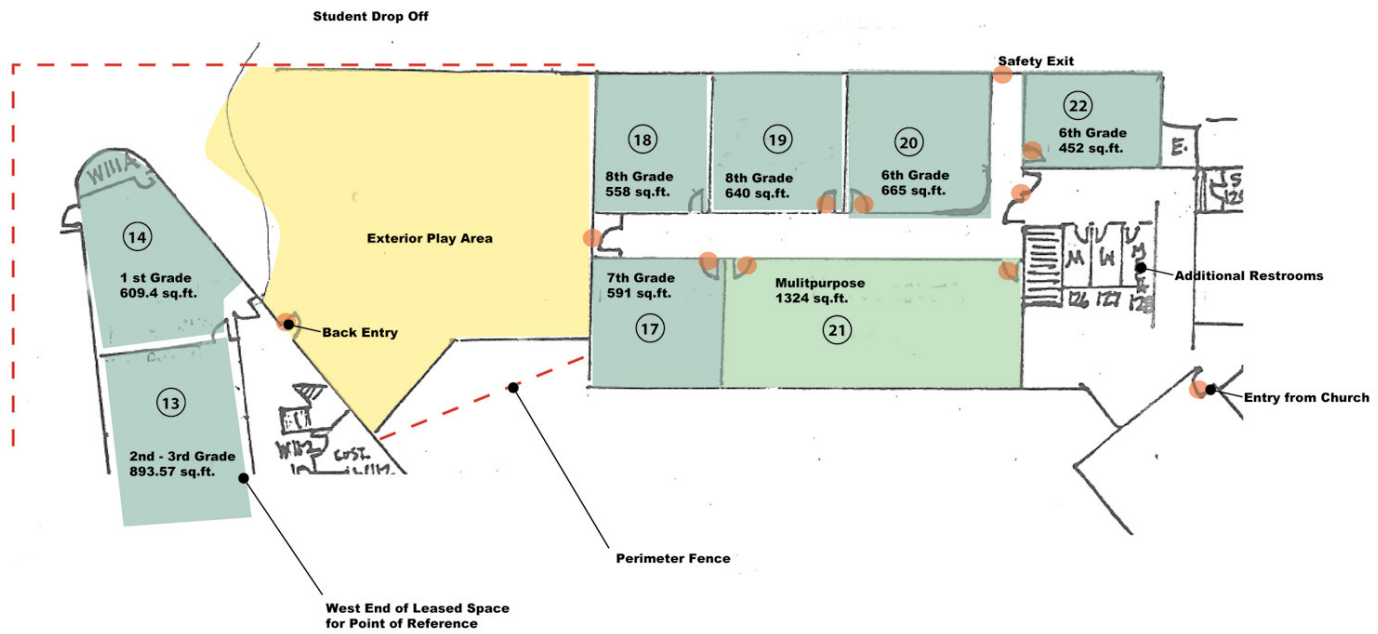 Student Drop Off
Safety Exit
22
6th Grade
452 sq.ft.
E.
18
8th Grade
558 sq.ft.
19
8th Grade
640 sq.ft.
20
6th Grade
665 sq.ft.
14
1 st Grade
609.4 sq.ft.
Exterior Play Area
Back Entry
7th Grade
591 sq.ft.
17
Mulitpurpose
1324 sq.ft.
21
M W M
126 127 128
Additional Restrooms
Entry from Church
13
2nd - 3rd Grade
893.57 sq.ft.
Perimeter Fence
West End of Leased Space
for Point of Reference